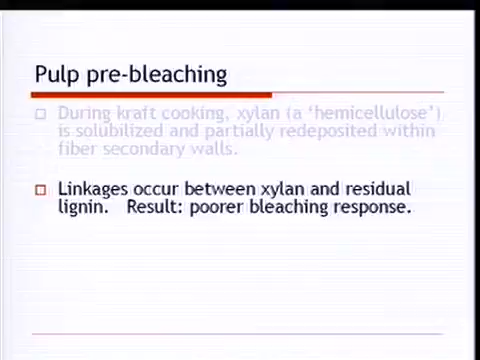 Pulp pre-bleaching
During kraft cooking, xylan (a ‘hemicellulose’)
is solubilized and partially redeposited within
fiber secondary walls.
Linkages occur between xylan and residual
lignin. Result: poorer bleaching response.